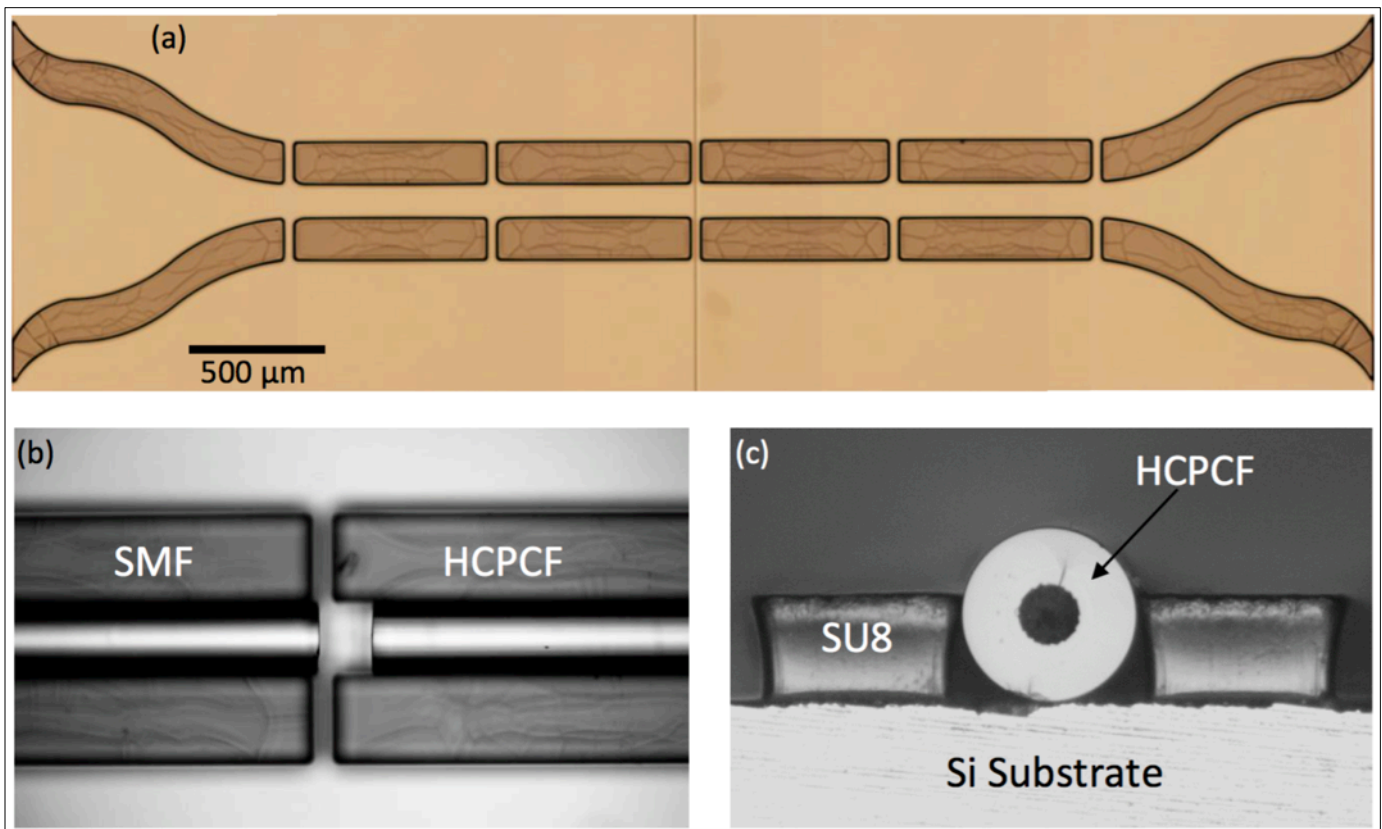 (a)
500 µm
(b)
SMF
HCPCF
(c)
HCPCF
SU8
Si Substrate